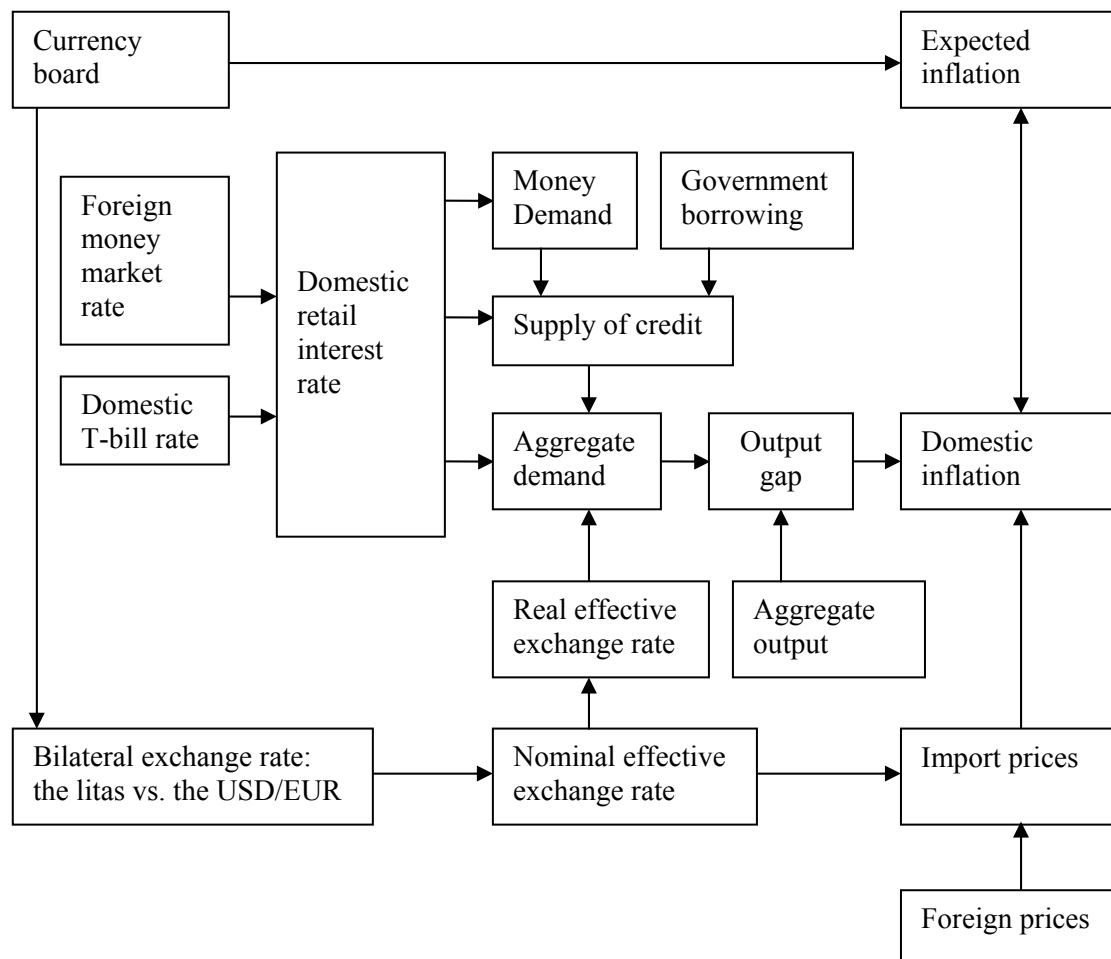 Currency
board
Expected
inflation
Foreign
money
market
rate
Domestic
retail
interest
rate
Money
Demand
Government
borrowing
Supply of credit
Domestic
T-bill rate
Aggregate
demand
Output
gap
Domestic
inflation
Real effective
exchange rate
Aggregate
output
Bilateral exchange rate:
the litas vs. the USD/EUR
Nominal effective
exchange rate
Import prices
Foreign prices